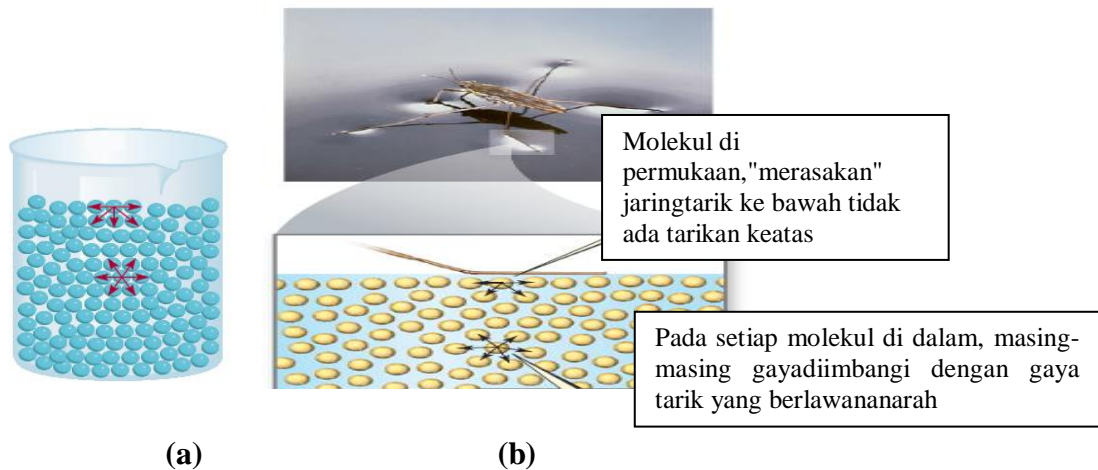 Molekul di
permukaan,"merasakan"
jaringtarik ke bawah tidak
ada tarikan keatas
Pada setiap molekul di dalam, masing-
masing gayadiimbangi dengan gaya
tarik yang berlawananarah
(a) (b)